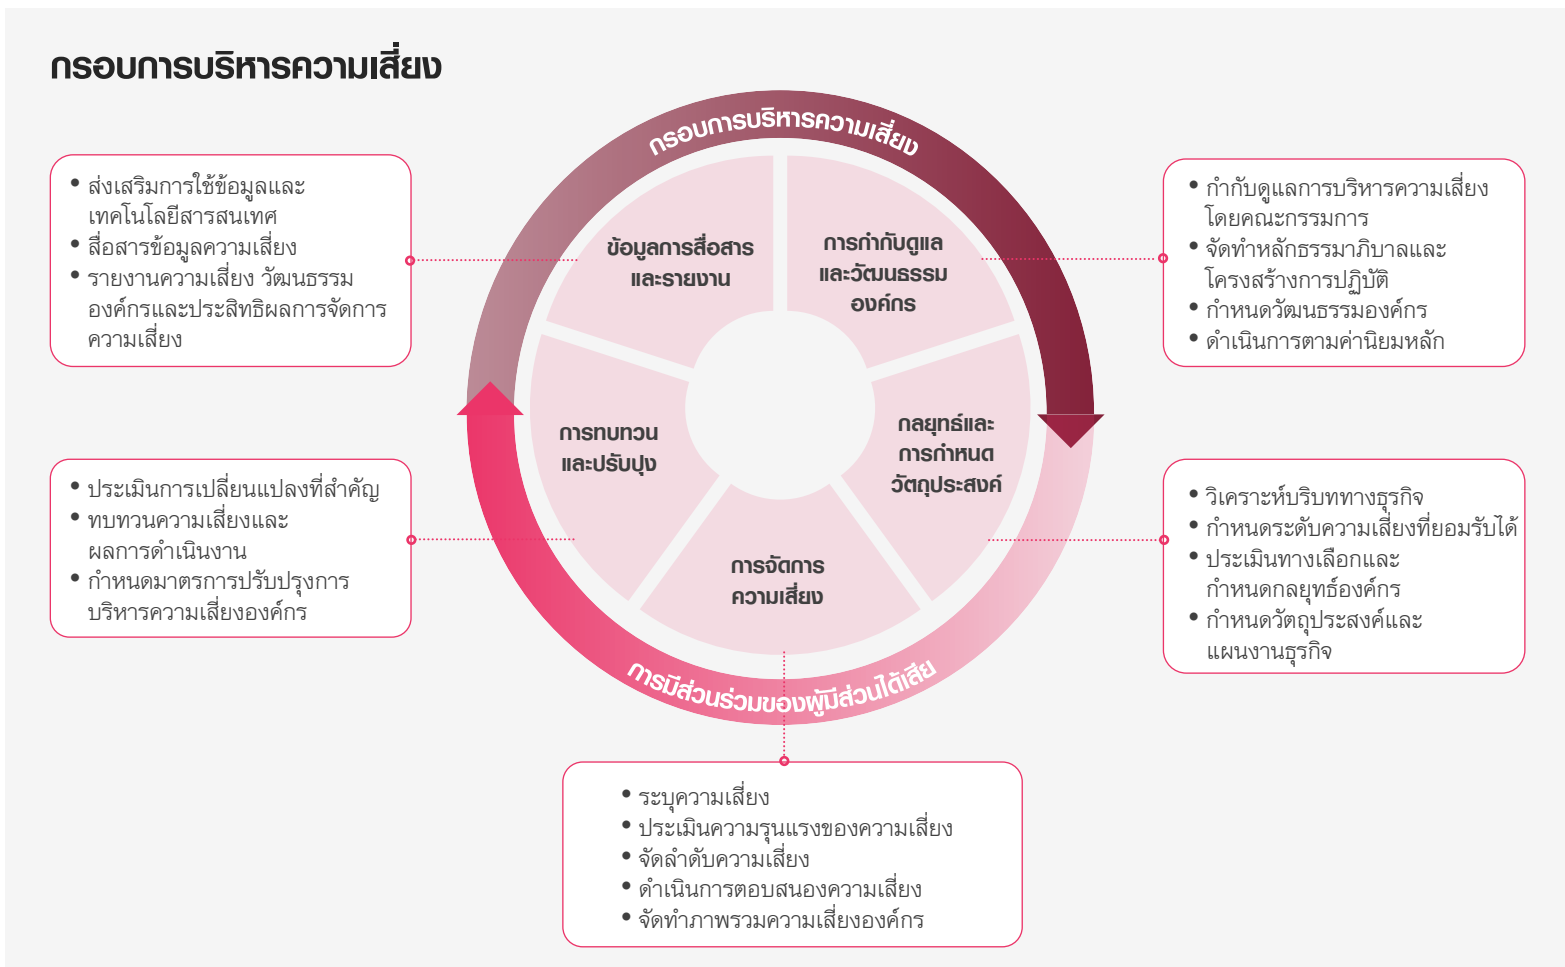 กรอบการบริหารความเสี่ยง
กรอบการบริหารความเสี่ยง
• ส่งเสริมการใช้ข้อมูลและ
เทคโนโลยีสารสนเทศ
• สื่อสารข้อมูลความเสี่ยง
• รายงานความเสี่ยง วัฒนธรรม
องค์กรและประสิทธิผลการจัดการ
ความเสี่ยง
ข้อมูลการสื่อสาร
และรายงาน
การกำกับดูแล
และวัฒนธรรม
องค์กร
• กำกับดูแลการบริหารความเสี่ยง
โดยคณะกรรมการ
• จัดทำหลักธรรมาภิบาลและ
โครงสร้างการปฏิบัติ
• กำหนดวัฒนธรรมองค์กร
• ดำเนินการตามค่านิยมหลัก
• ประเมินการเปลี่ยนแปลงที่สำคัญ
• ทบทวนความเสี่ยงและ
ผลการดำเนินงาน
• กำหนดมาตรการปรับปรุงการ
บริหารความเสี่ยงองค์กร
การทบทวน
และปรับปุง
กลยุทธ์และ
การกำหนด
วัตถุประสงค์
• วิเคราะห์บริบททางธุรกิจ
• กำหนดระดับความเสี่ยงที่ยอมรับได้
• ประเมินทางเลือกและ
กำหนดกลยุทธ์องค์กร
• กำหนดวัตถุประสงค์และ
แผนงานธุรกิจ
การจัดการ
ความเสี่ยง
การมีส่วนร่วมของผู้มีส่วนได้เสีย
• ระบุความเสี่ยง
• ประเมินความรุนแรงของความเสี่ยง
• จัดลำดับความเสี่ยง
• ดำเนินการตอบสนองความเสี่ยง
• จัดทำภาพรวมความเสี่ยงองค์กร